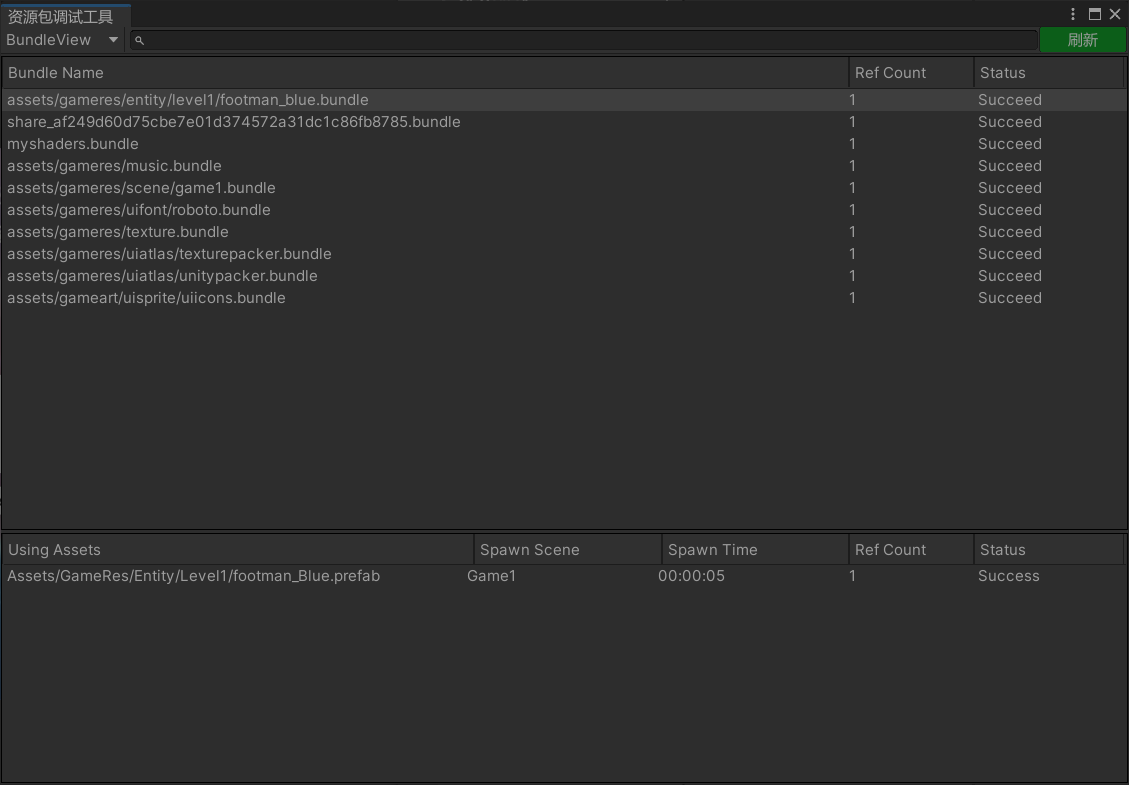 资源包调试工具
BundleView 刷新
Bundle Name Ref Count Status
assets/gameres/entity/level1/footman_blue.bundle 1 Succeed
share_af249d60d75cbe7e01d374572a31dc1c86fb8785.bundle 1 Succeed
myshaders.bundle 1 Succeed
assets/gameres/music.bundle 1 Succeed
assets/gameres/scene/game1.bundle 1 Succeed
assets/gameres/uifont/roboto.bundle 1 Succeed
assets/gameres/texture.bundle 1 Succeed
assets/gameres/uiatlas/texturepacker.bundle 1 Succeed
assets/gameres/uiatlas/unitypacker.bundle 1 Succeed
assets/gameart/uisprite/uiicons.bundle 1 Succeed
Using Assets Spawn Scene Spawn Time Ref Count Status
Assets/GameRes/Entity/Level1/footman_Blue.prefab Game1 00:00:05 1 Success